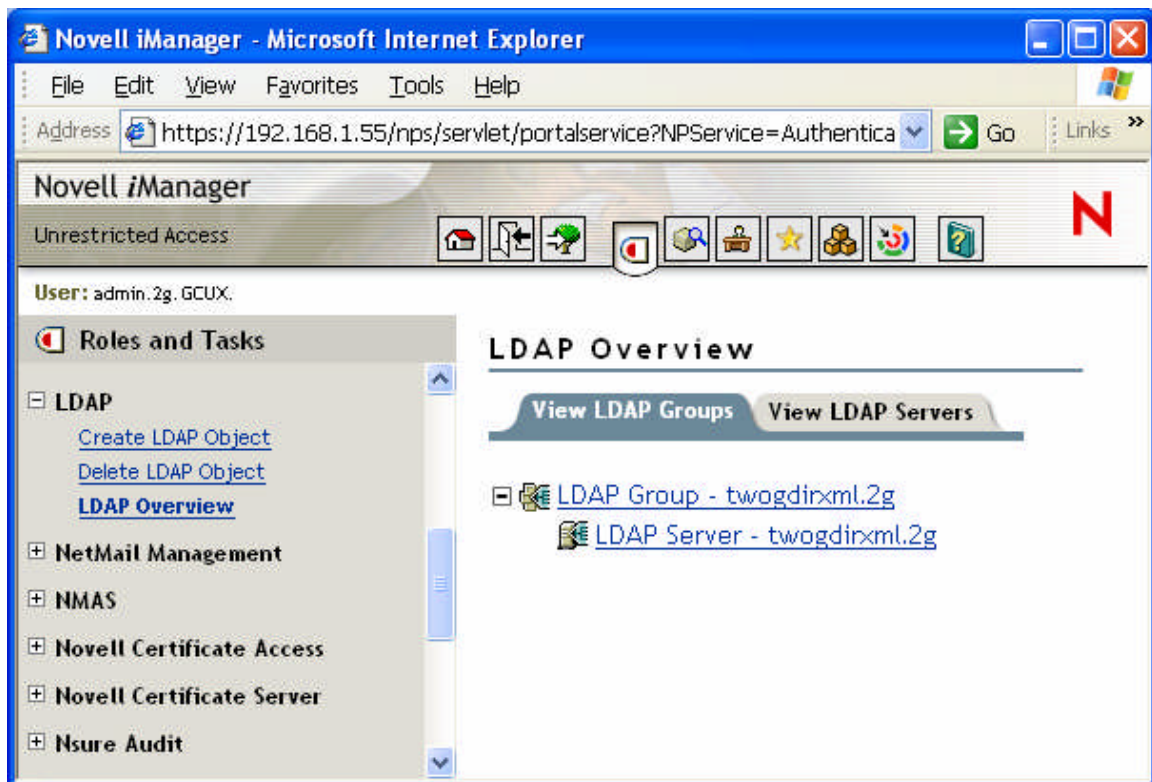 Novell iManager - Microsoft Internet Explorer
File Edit View Favorites Tools Help
Address https://192.168.1.55/nps/servlet/portalservice?NPService=Authentica Go Links »
Novell iManager
N
Unrestricted Access
User: admin.2g.GCUX.
Roles and Tasks
LDAP
Create LDAP Object
Delete LDAP Object
LDAP Overview
NetMail Management
NMAS
Novell Certificate Access
Novell Certificate Server
Nsure Audit
LDAP Overview
View LDAP Groups View LDAP Servers
LDAP Group - twogdirxml.2g
LDAP Server - twogdirxml.2g